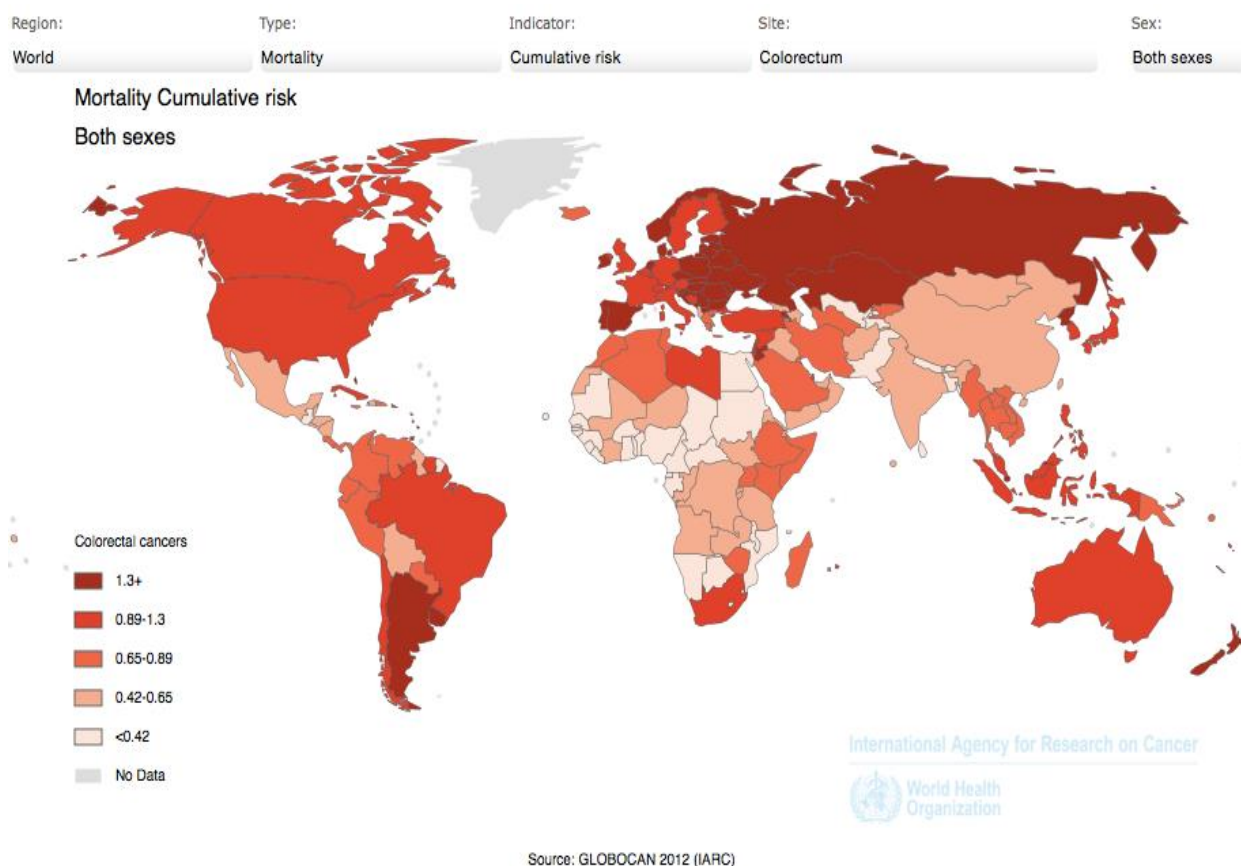 Region: Type: Indicator: Site: Sex:
World Mortality Cumulative risk Colorectum Both sexes
Mortality Cumulative risk
Both sexes
Colorectal cancers
1.3+
0.89-1.3
0.65-0.89
0.42-0.65
<0.42
No Data
International Agency for Research on Cancer
World Health
Organization
Source: GLOBOCAN 2012 (IARC)